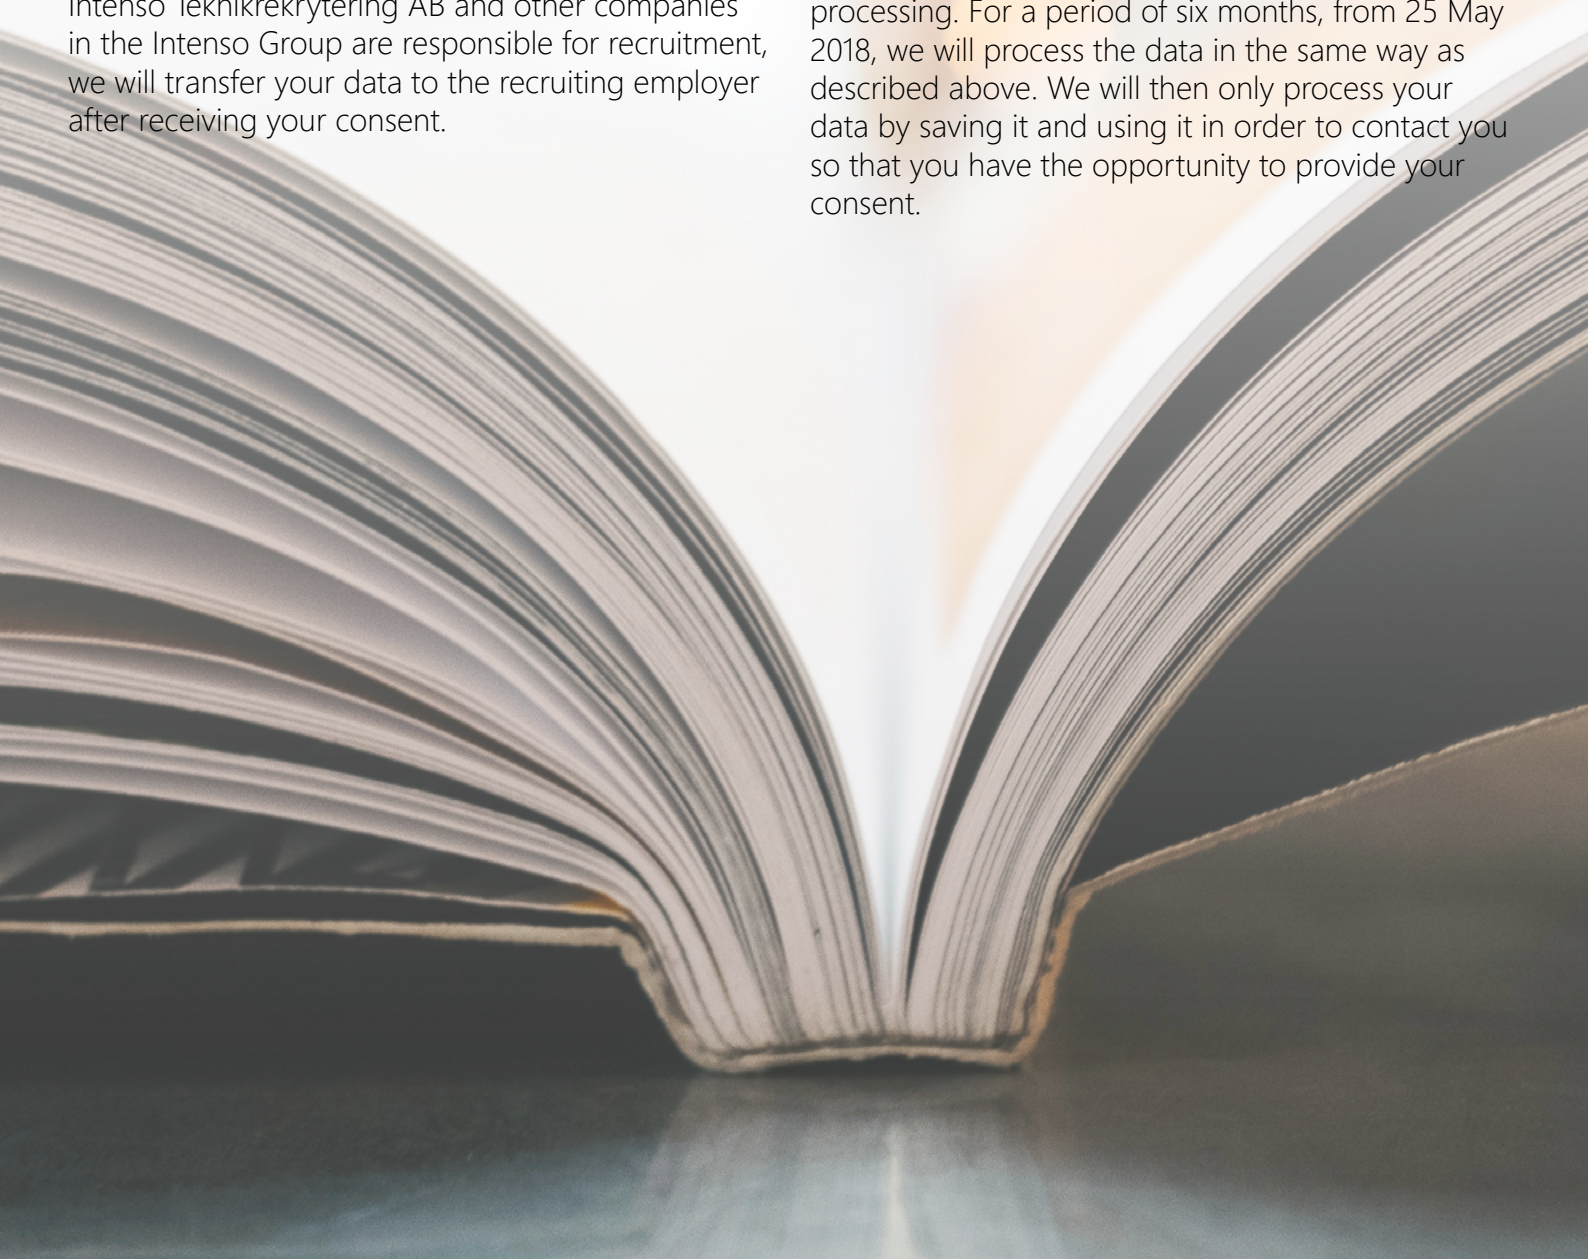 Intenso Teknikrekrytering AB and other companies
in the Intenso Group are responsible for recruitment,
we will transfer your data to the recruiting employer
after receiving your consent.
processing. For a period of six months, from 25 May
2018, we will process the data in the same way as
described above. We will then only process your
data by saving it and using it in order to contact you
so that you have the opportunity to provide your
consent.